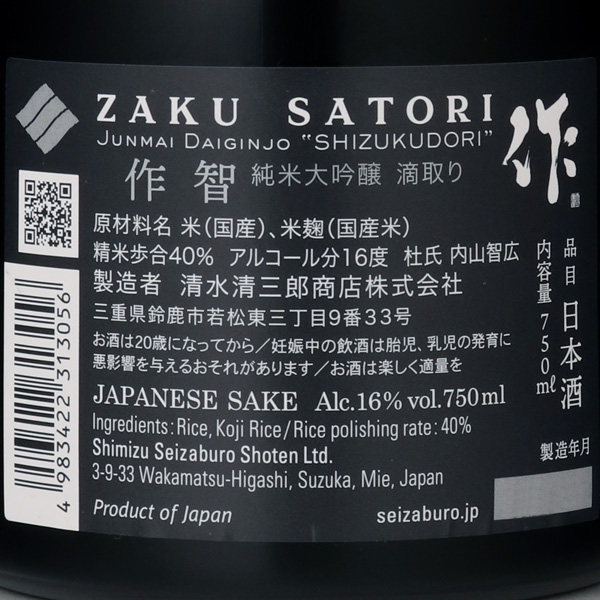 ZAKU SATORI
JUNMAI DAIGINJO "SHIZUKUDORI"
作 智 純米大吟醸 滴取り
原材料名 米(国産)、米麹(国産米)
精米歩合40% アルコール分16度 杜氏 内山智広
製造者 清水清三郎商店株式会社
三重県鈴鹿市若松東三丁目9番33号
お酒は20歳になってから/妊娠中の飲酒は胎児、乳児の発育に
悪影響を与えるおそれがあります/お酒は楽しく適量を
JAPANESE SAKE Alc.16% vol.750ml
Ingredients: Rice, Koji Rice/Rice polishing rate: 40%
Shimizu Seizaburo Shoten Ltd.
3-9-33 Wakamatsu-Higashi, Suzuka, Mie, Japan
Product of Japan
seizaburo.jp
作
品目 日本酒
内容量 750ml
製造年月
4 983422 313056